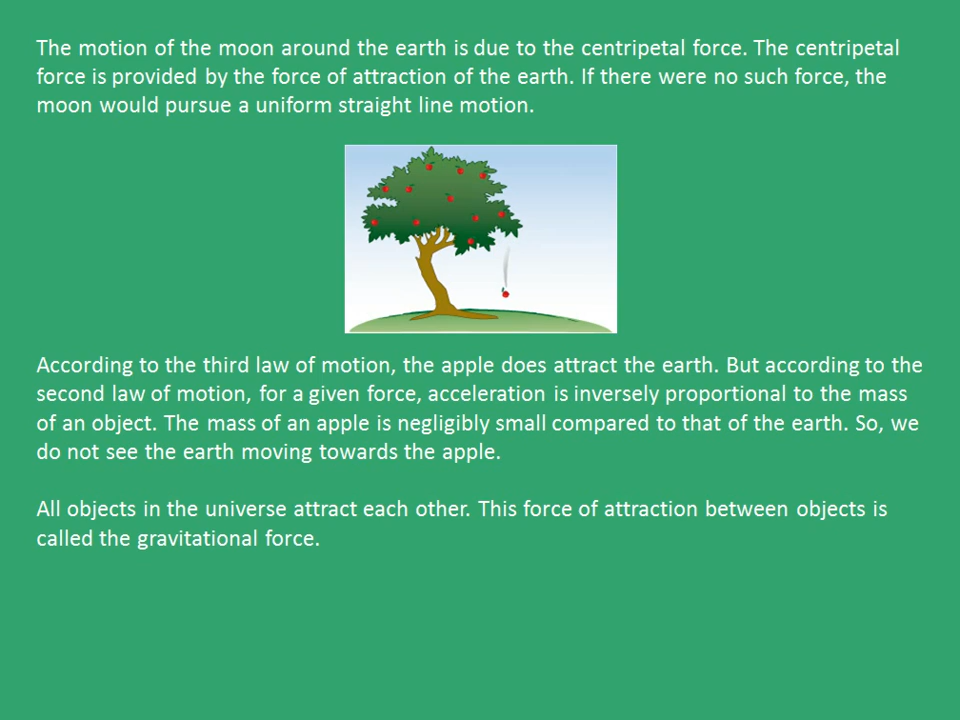 The motion of the moon around the earth is due to the centripetal force. The centripetal
force is provided by the force of attraction of the earth. If there were no such force, the
moon would pursue a uniform straight line motion.
According to the third law of motion, the apple does attract the earth. But according to the
second law of motion, for a given force, acceleration is inversely proportional to the mass
of an object. The mass of an apple is negligibly small compared to that of the earth. So, we
do not see the earth moving towards the apple.
All objects in the universe attract each other. This force of attraction between objects is
called the gravitational force.